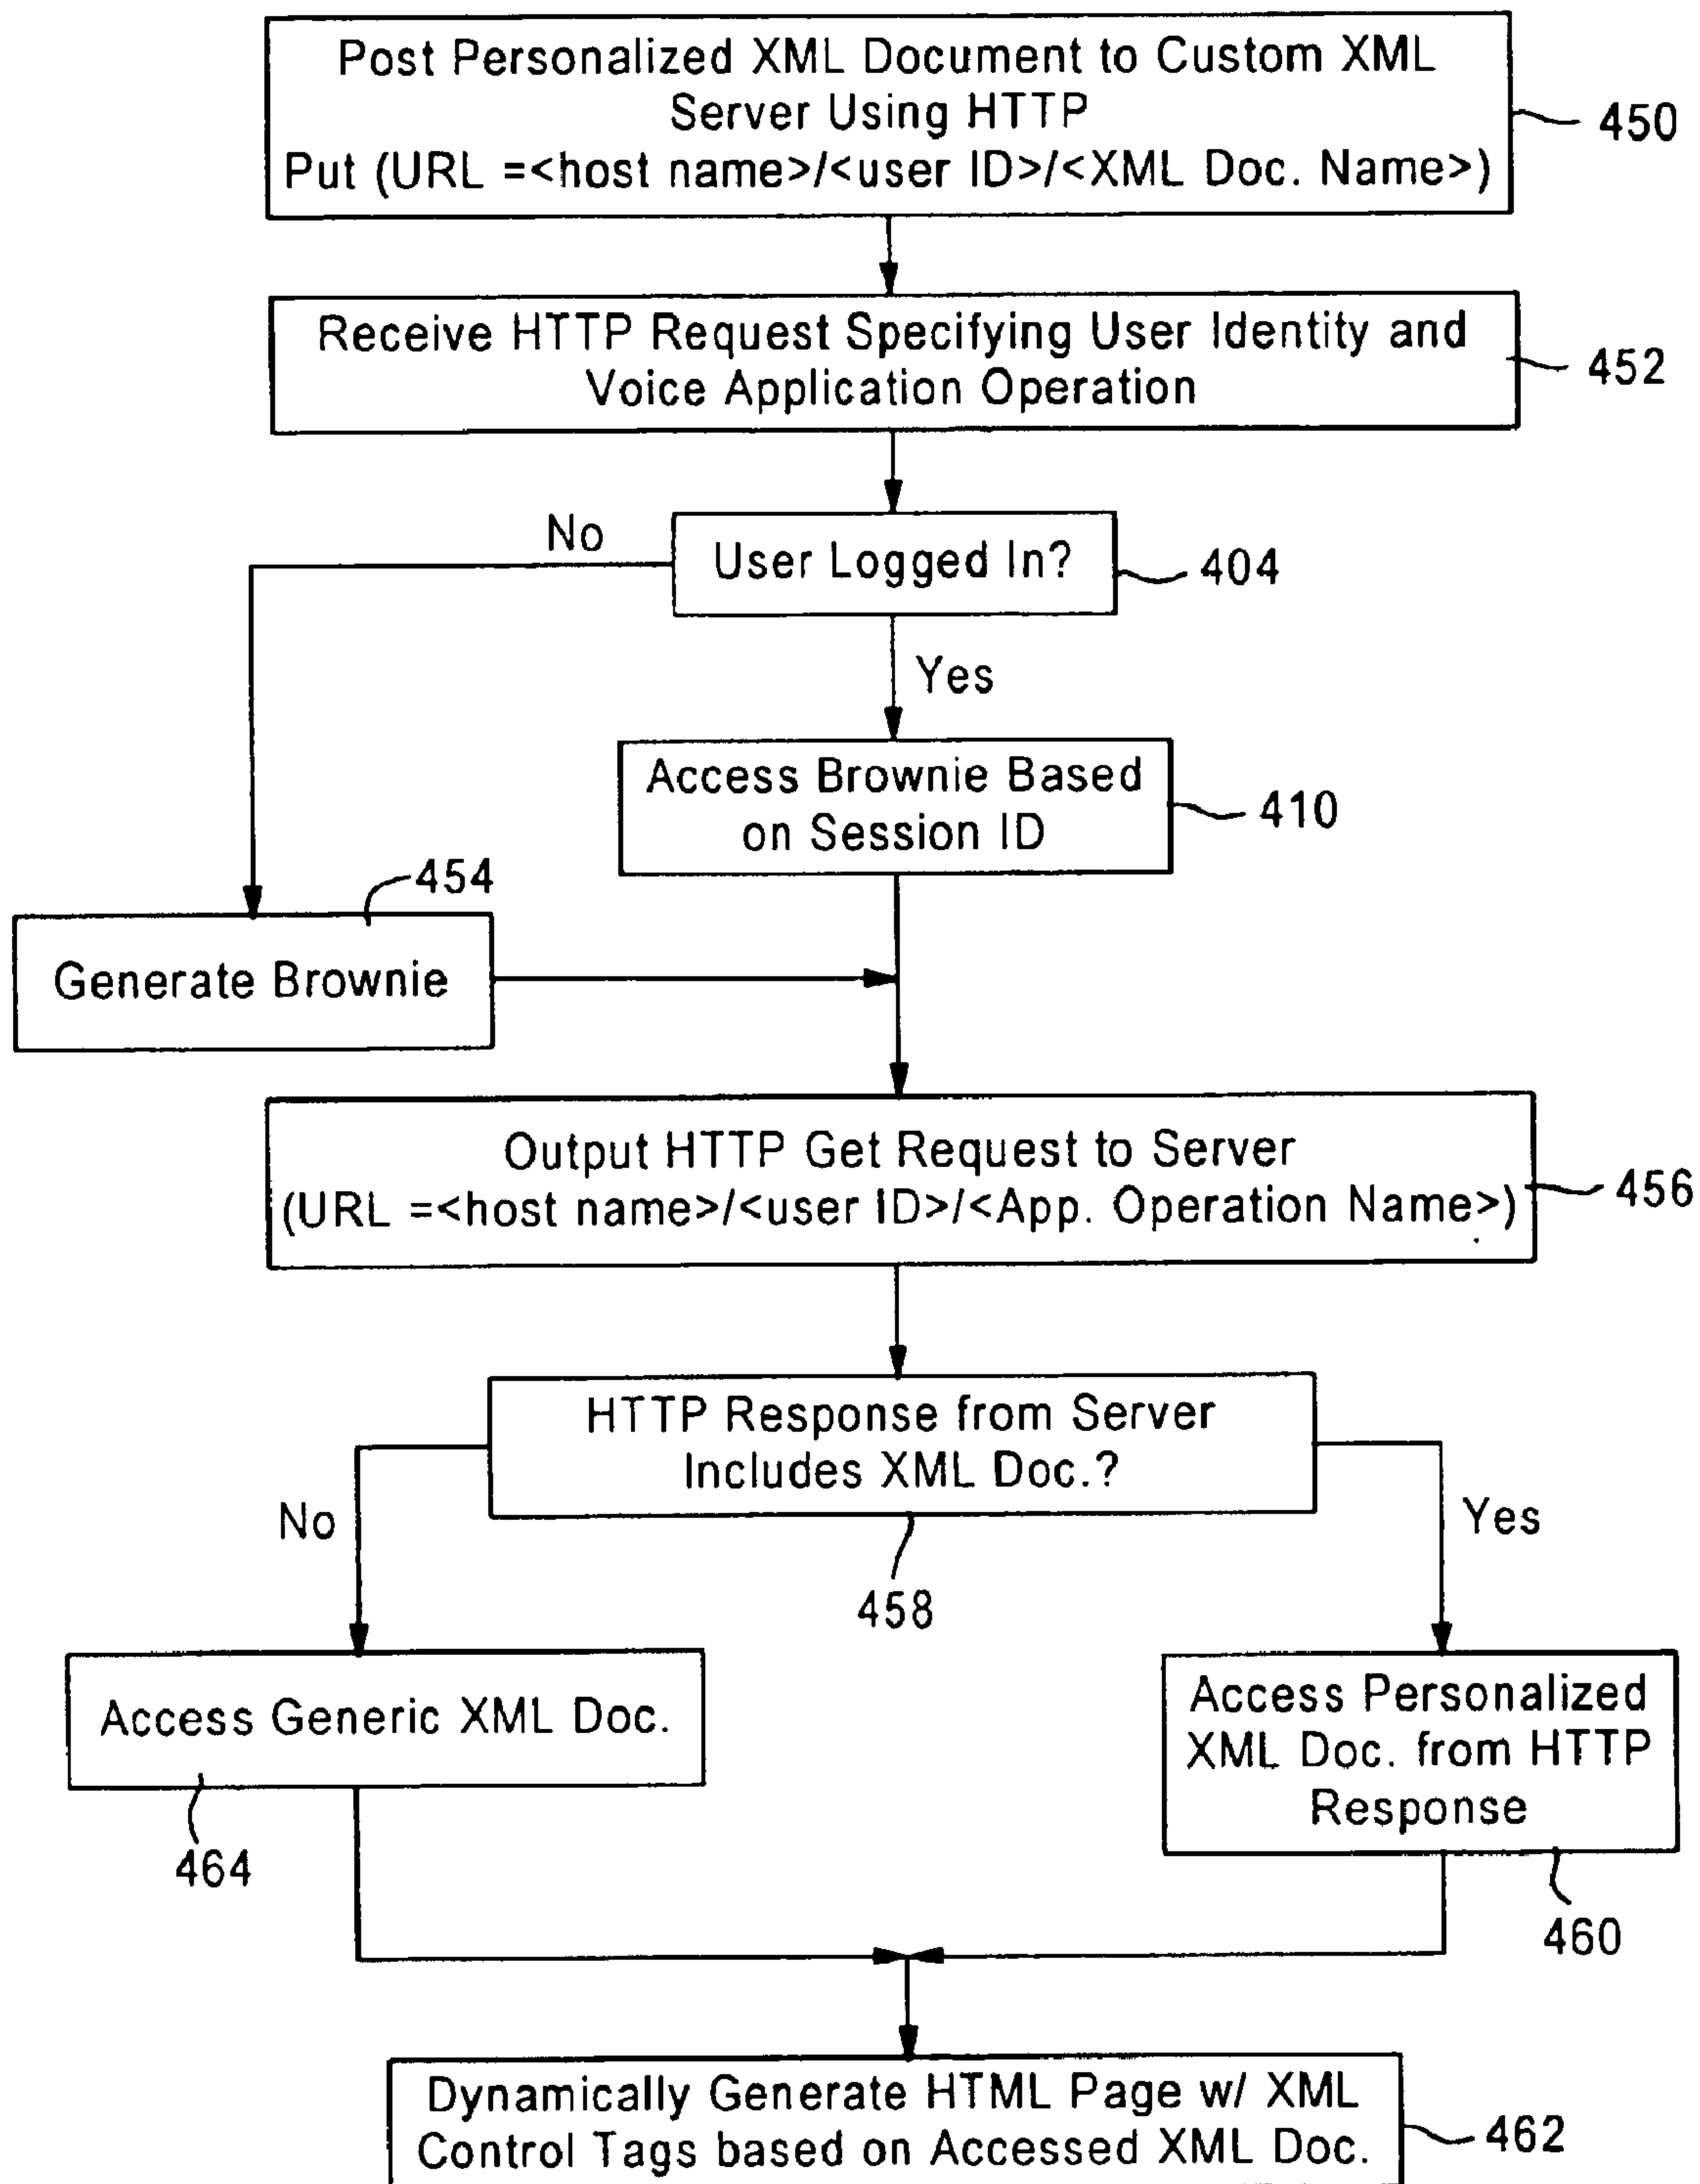 Post Personalized XML Document to Custom XML
Server Using HTTP
Put (URL =<host name>/<user ID>/<XML Doc. Name>)
450
Receive HTTP Request Specifying User Identity and
Voice Application Operation
452
No
User Logged In?
404
Yes
Access Brownie Based
on Session ID
410
454
Generate Brownie
Output HTTP Get Request to Server
(URL =<host name>/<user ID>/<App. Operation Name>)
456
HTTP Response from Server
Includes XML Doc.?
No
Yes
458
Access Generic XML Doc.
464
Access Personalized
XML Doc. from HTTP
Response
460
Dynamically Generate HTML Page w/ XML
Control Tags based on Accessed XML Doc.
462